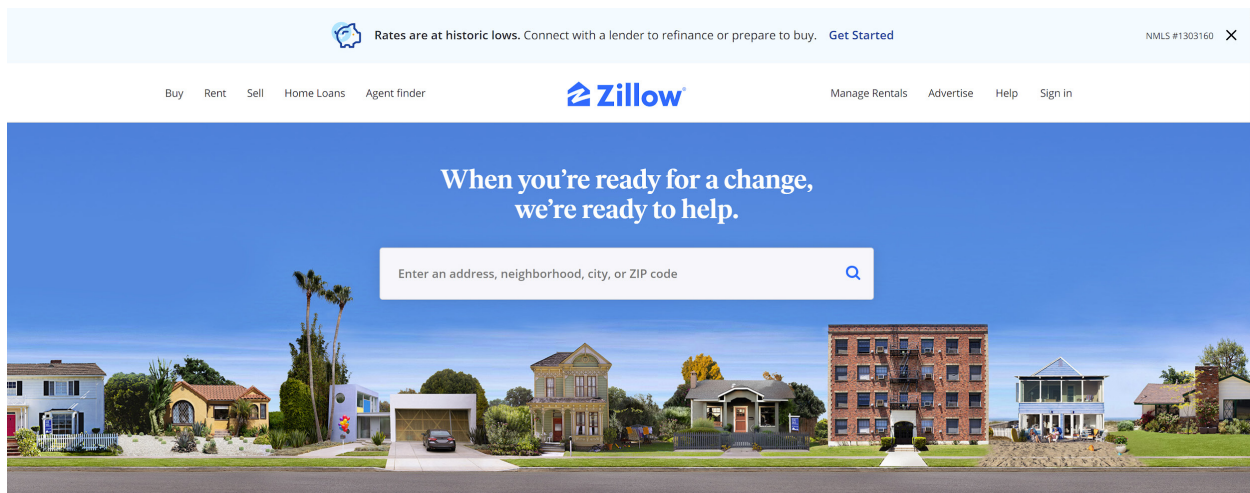 Rates are at historic lows. Connect with a lender to refinance or prepare to buy. Get Started NMLS #1303160
Buy Rent Sell Home Loans Agent finder Zillow® Manage Rentals Advertise Help Sign in
When you're ready for a change,
we're ready to help.
Enter an address, neighborhood, city, or ZIP code